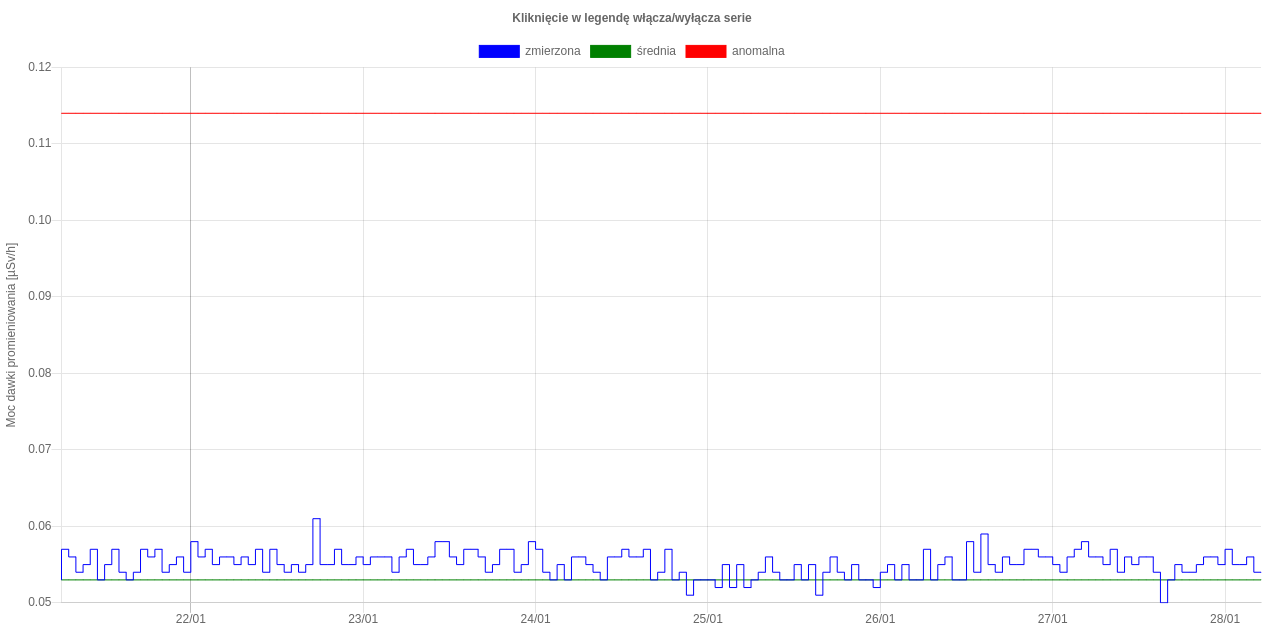 Kliknięcie w legendę włącza/wyłącza serie
zmierzona średnia anomalna
Moc dawki promieniowania [µSv/h]
0.12
0.11
0.10
0.09
0.08
0.07
0.06
0.05
22/01 23/01 24/01 25/01 26/01 27/01 28/01